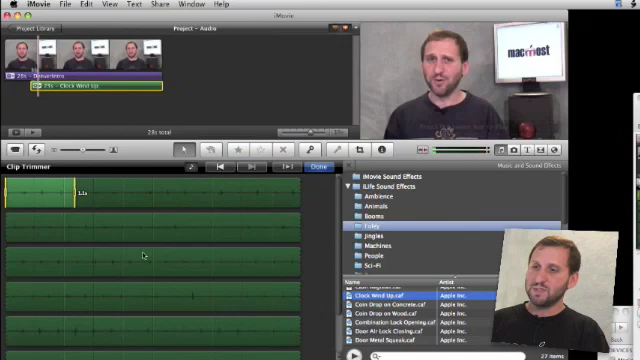 iMovie File Edit View Text Share Window Help
iMovie
Project Library
Project - Audio
28s - DenverIntro
29s - Clock Wind Up
28s total
macmost
Clip Trimmer
Done
Music and Sound Effects
iMovie Sound Effects
iLife Sound Effects
Ambience
Animals
Booms
Foley
Jingles
Machines
People
Sci-Fi
Name Artist
Clock Wind Up.caf Apple Inc.
Coin Drop on Concrete.caf Apple Inc.
Coin Drop on Wood.caf Apple Inc.
Combination Lock Opening.caf Apple Inc.
Door Air Lock Closing.caf Apple Inc.
Door Metal Squeak.caf Apple Inc.
27 items
Back